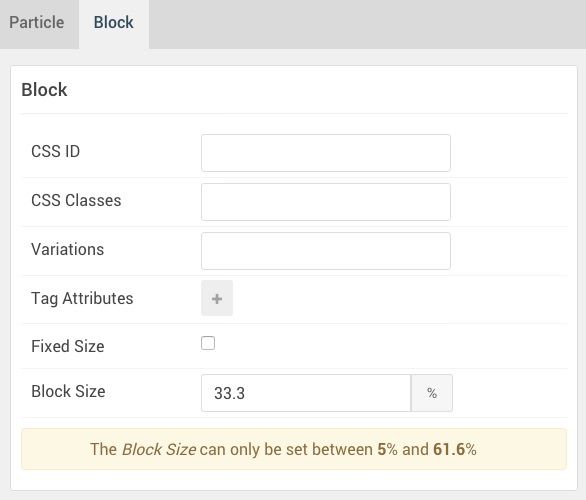 Particle Block
Block
CSS ID
CSS Classes
Variations
Tag Attributes +
Fixed Size
Block Size 33.3 %
The Block Size can only be set between 5% and 61.6%